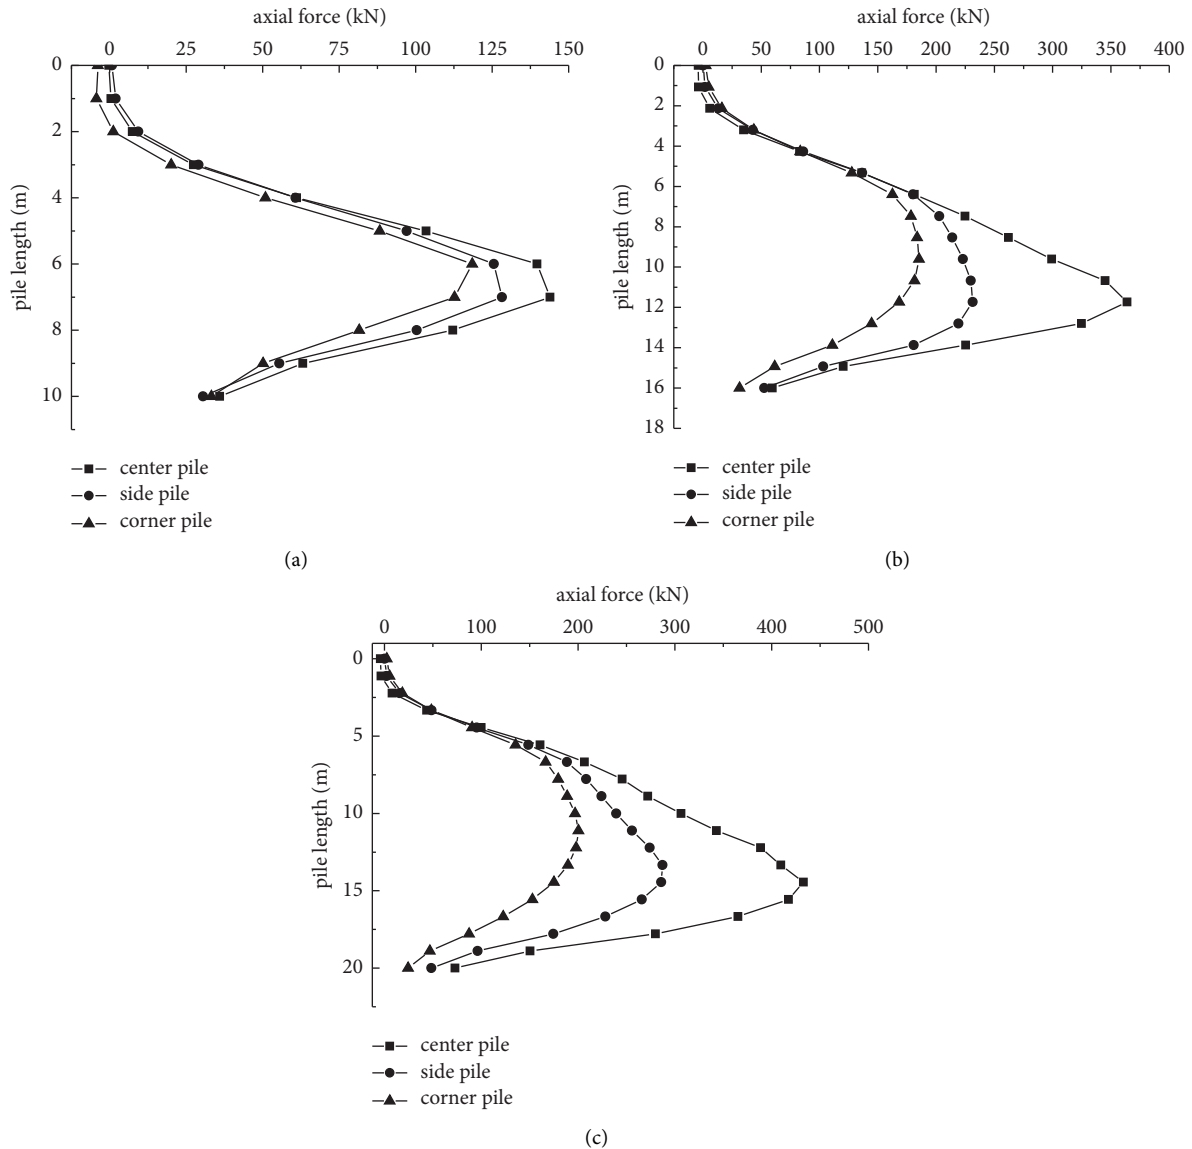 axial force (kN)
0 25 50 75 100 125 150
0
2
4
6
8
10
pile length (m)
center pile
side pile
corner pile
(a)
axial force (kN)
0 50 100 150 200 250 300 350 400
0
2
4
6
8
10
12
14
16
18
pile length (m)
center pile
side pile
corner pile
(b)
axial force (kN)
0 100 200 300 400 500
0
5
10
15
20
pile length (m)
center pile
side pile
corner pile
(c)